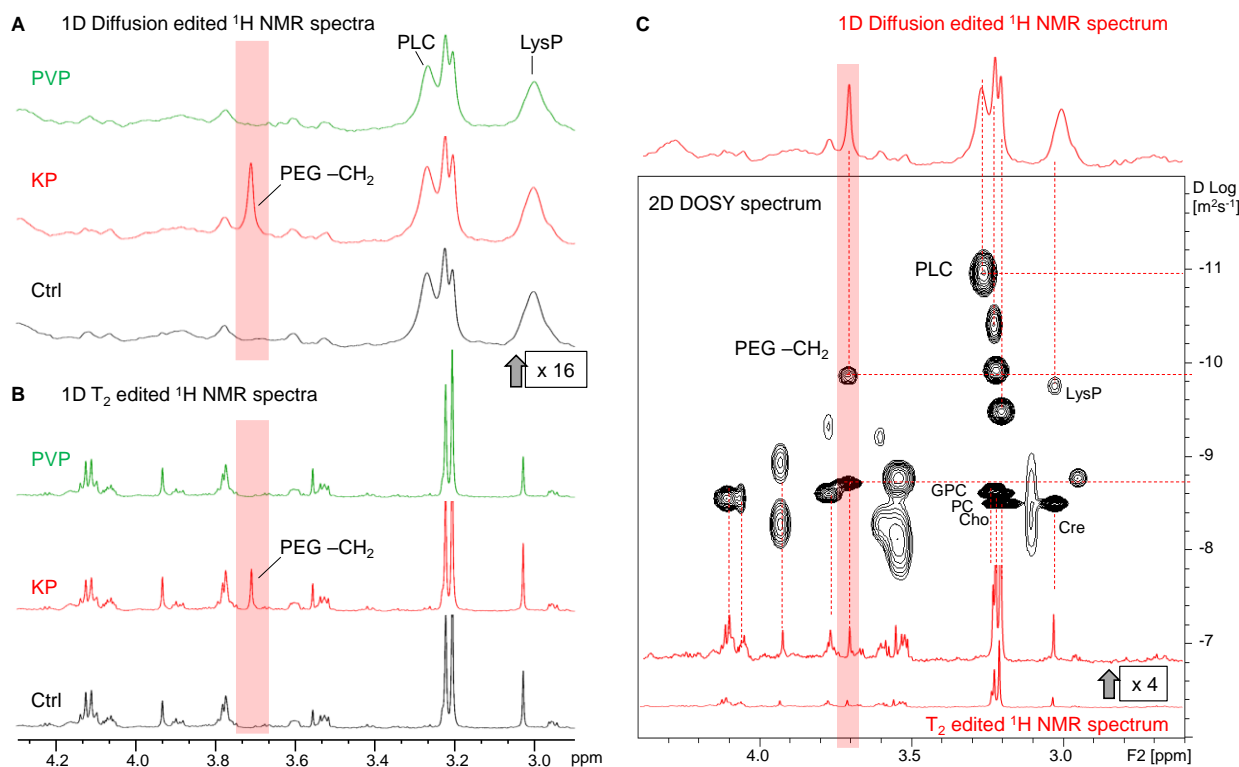 A 1D Diffusion edited ¹H NMR spectra
PLC
LysP
PVP
KP
PEG –CH₂
Ctrl
x 16
B 1D T₂ edited ¹H NMR spectra
PVP
KP
PEG –CH₂
Ctrl
4.2 4.0 3.8 3.6 3.4 3.2 3.0 ppm
C 1D Diffusion edited ¹H NMR spectrum
2D DOSY spectrum
D Log
[m²s⁻¹]
PLC
-11
PEG –CH₂
-10
LysP
-9
GPC
PC
Cho
Cre
-8
-7
x 4
T₂ edited ¹H NMR spectrum
4.0 3.5 3.0 F2 [ppm]